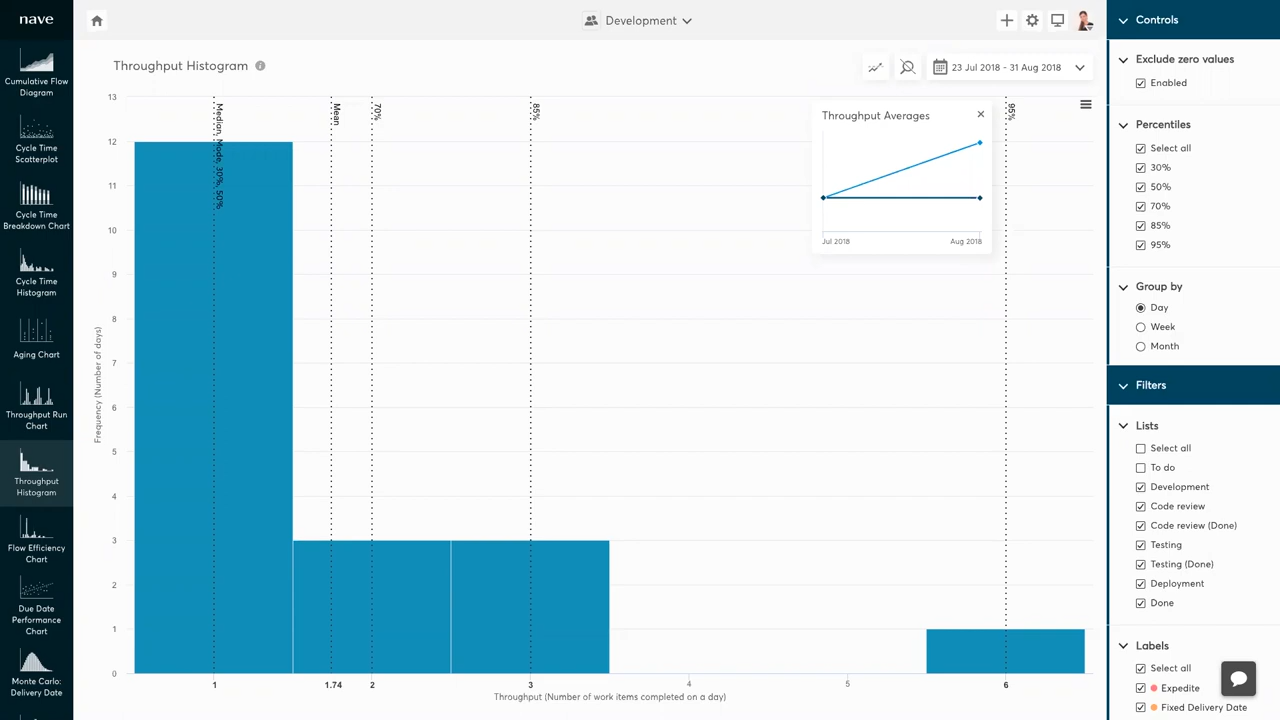 nave
Cumulative Flow
Diagram
Cycle Time
Scatterplot
Cycle Time
Breakdown Chart
Cycle Time
Histogram
Aging Chart
Throughput Run
Chart
Throughput
Histogram
Flow Efficiency
Chart
Due Date
Performance
Chart
Monte Carlo:
Delivery Date
Development
Throughput Histogram
23 Jul 2018 - 31 Aug 2018
Throughput Averages
Jul 2018 Aug 2018
Median, Mode, 30%, 50%
Mean
70%
85%
95%
Frequency (Number of days)
13
12
11
10
9
8
7
6
5
4
3
2
1
0
1 1.74 2 3 4 5 6
Throughput (Number of work items completed on a day)
Controls
Exclude zero values
Enabled
Percentiles
Select all
30%
50%
70%
85%
95%
Group by
Day
Week
Month
Filters
Lists
Select all
To do
Development
Code review
Code review (Done)
Testing
Testing (Done)
Deployment
Done
Labels
Select all
Expedite
Fixed Delivery Date